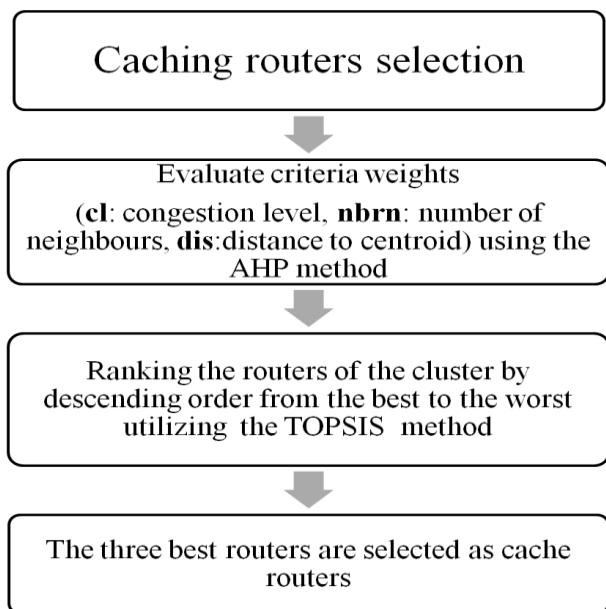 Caching routers selection
Evaluate criteria weights
(cl: congestion level, nbrn: number of
neighbours, dis:distance to centroid) using the
AHP method
Ranking the routers of the cluster by
descending order from the best to the worst
utilizing the TOPSIS method
The three best routers are selected as cache
routers